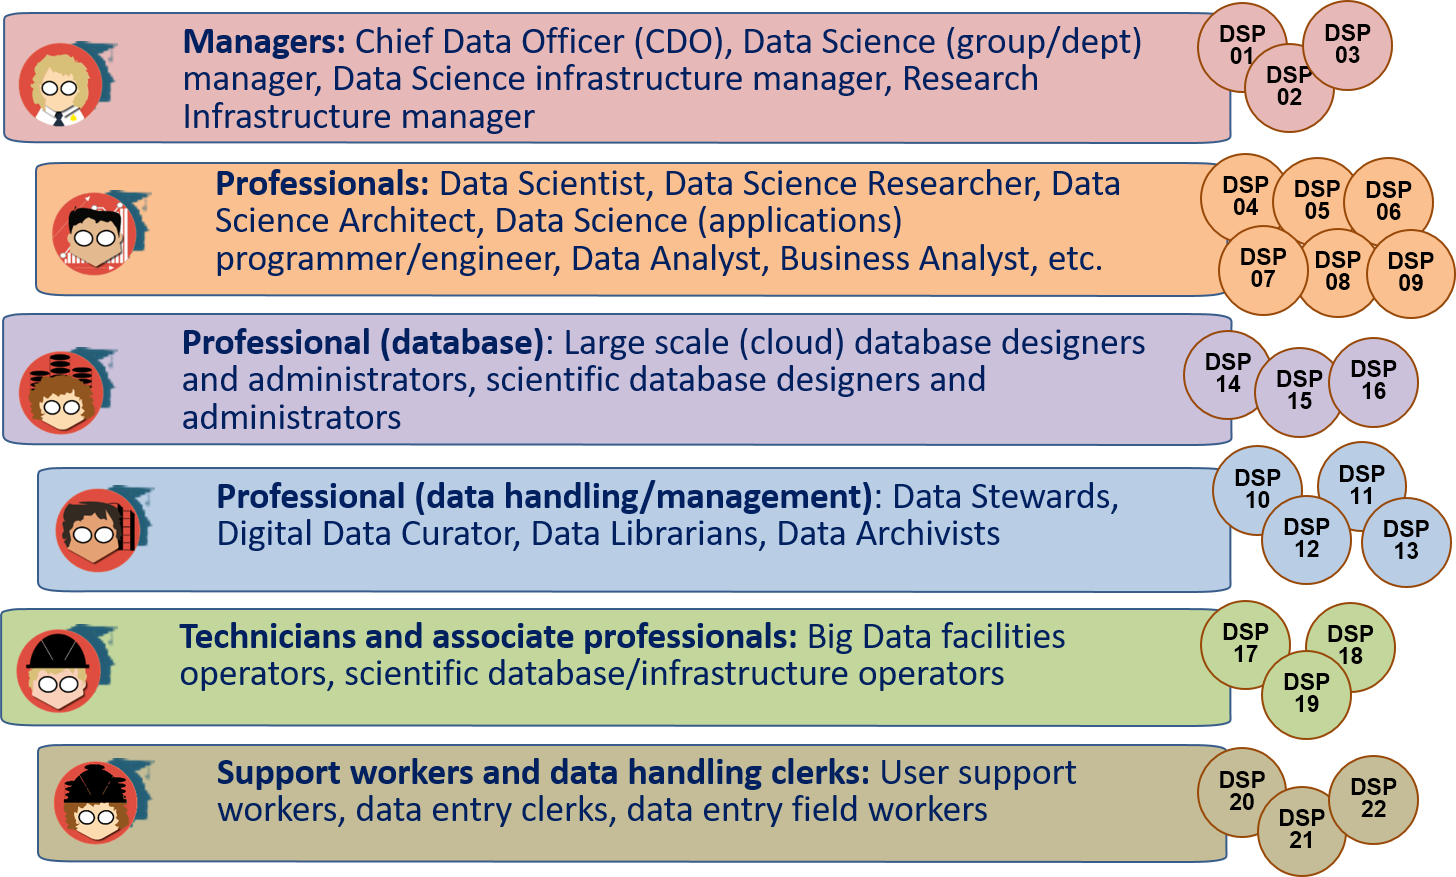 Managers: Chief Data Officer (CDO), Data Science (group/dept)
manager, Data Science infrastructure manager, Research
Infrastructure manager
DSP
01
DSP
02
DSP
03
Professionals: Data Scientist, Data Science Researcher, Data
Science Architect, Data Science (applications)
programmer/engineer, Data Analyst, Business Analyst, etc.
DSP
04
DSP
05
DSP
06
DSP
07
DSP
08
DSP
09
Professional (database): Large scale (cloud) database designers
and administrators, scientific database designers and
administrators
DSP
14
DSP
15
DSP
16
Professional (data handling/management): Data Stewards,
Digital Data Curator, Data Librarians, Data Archivists
DSP
10
DSP
11
DSP
12
DSP
13
Technicians and associate professionals: Big Data facilities
operators, scientific database/infrastructure operators
DSP
17
DSP
18
DSP
19
Support workers and data handling clerks: User support
workers, data entry clerks, data entry field workers
DSP
20
DSP
21
DSP
22